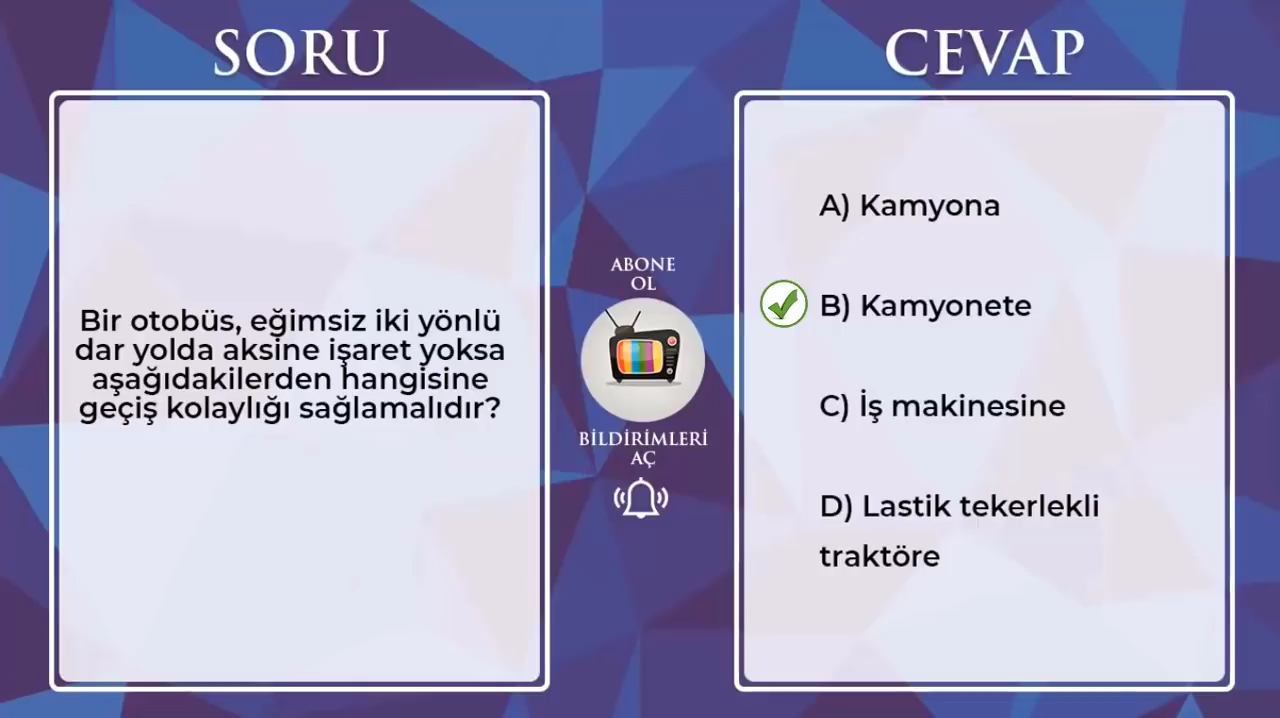 SORU
Bir otobüs, eğimsiz iki yönlü
dar yolda aksine işaret yoksa
aşağıdakilerden hangisine
geçiş kolaylığı sağlamalıdır?
ABONE
OL
BİLDİRİMLERİ
AÇ
CEVAP
A) Kamyona
B) Kamyonete
C) İş makinesine
D) Lastik tekerlekli
traktöre